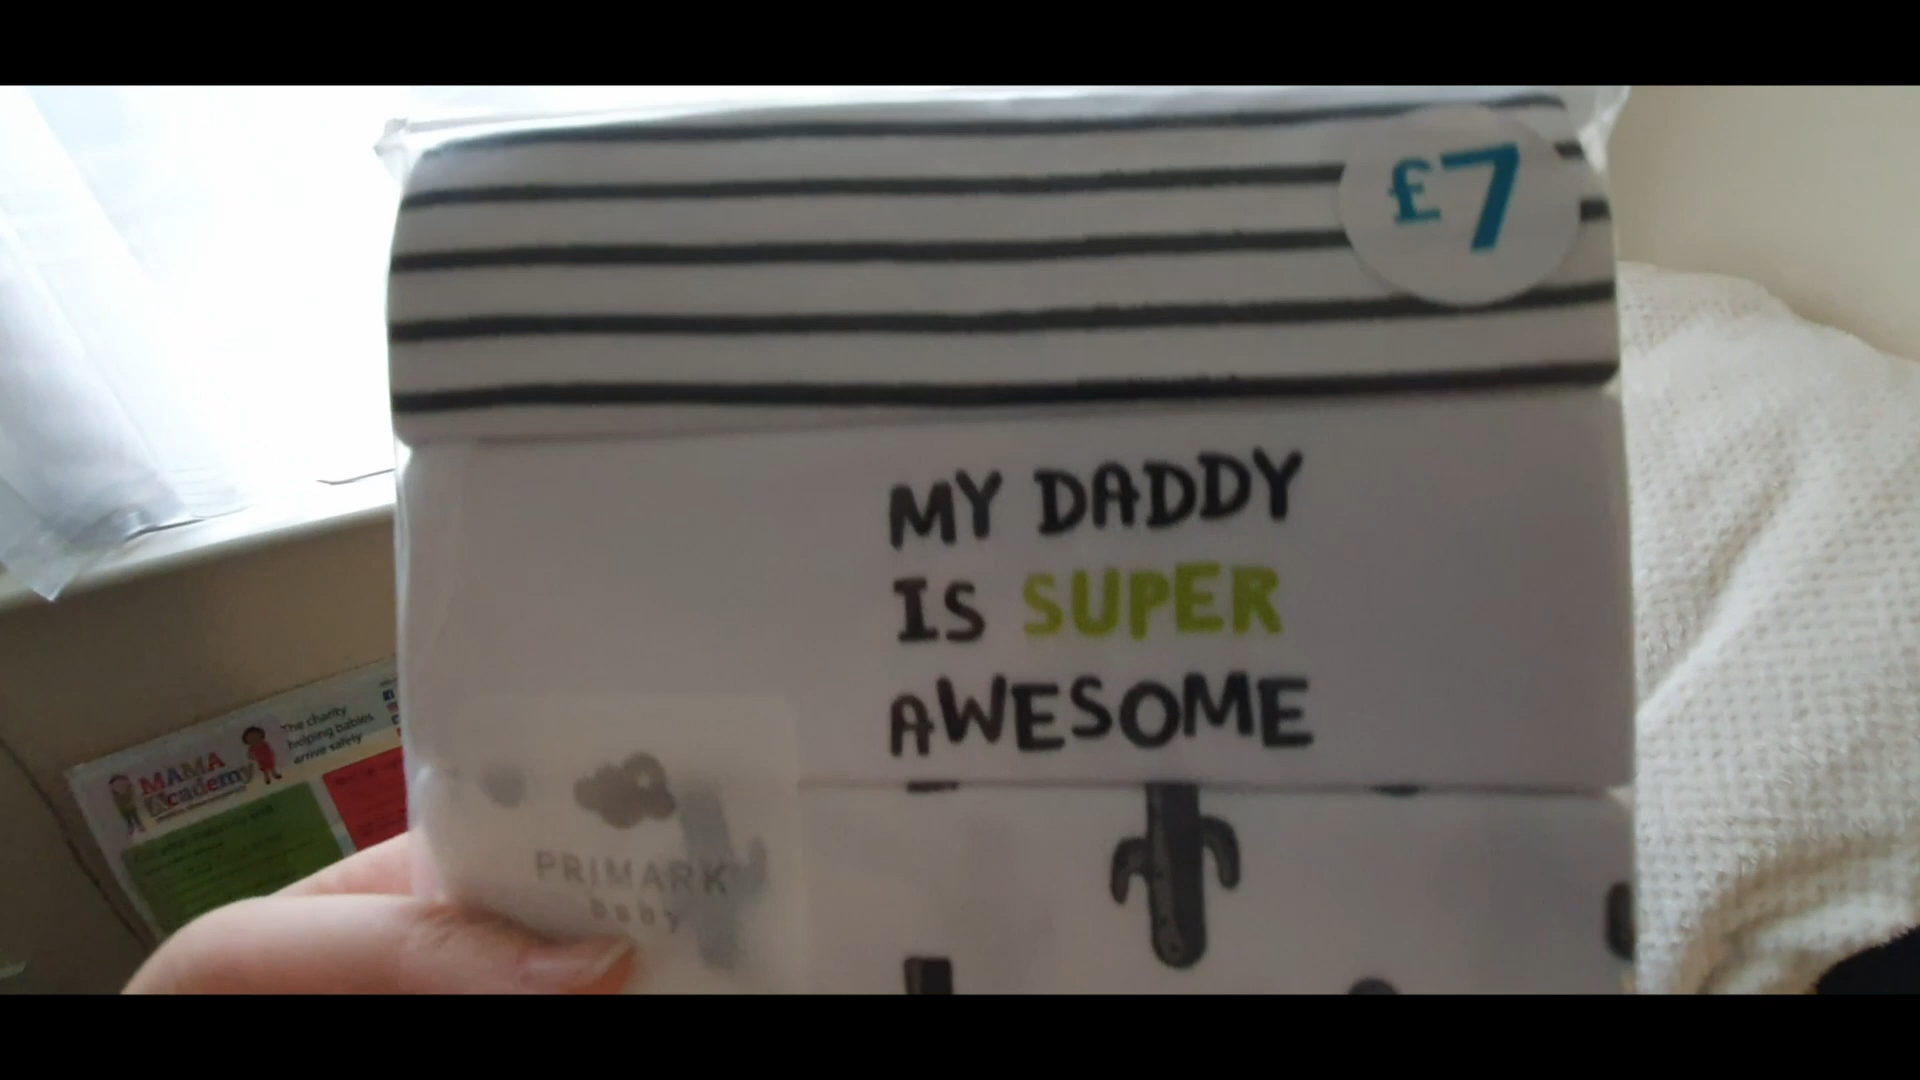 £7
MY DADDY
IS SUPER
AWESOME
PRIMARK
baby
MAMA
Academy
The charity
helping babies
arrive safely